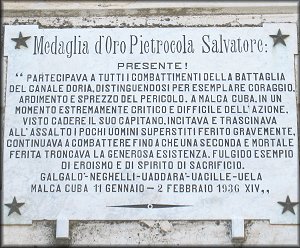 Medaglia d'Oro Pietrocola Salvatore:
PRESENTE!
“ PARTECIPAVA A TUTTI I COMBATTIMENTI DELLA BATTAGLIA
DEL CANALE DORIA, DISTINGUENDOSI PER ESEMPLARE CORAGGIO,
ARDIMENTO E SPREZZO DEL PERICOLO. A MALCA CUBA, IN UN
MOMENTO ESTREMAMENTE CRITICO E DIFFICILE DELL'AZIONE,
VISTO CADERE IL SUO CAPITANO, INCITAVA E TRASCINAVA
ALL'ASSALTO I POCHI UOMINI SUPERSTITI FERITO GRAVEMENTE,
CONTINUAVA A COMBATTERE FINO A CHE UNA SECONDA E MORTALE
FERITA TRONCAVA LA GENEROSA ESISTENZA. FULGIDO ESEMPIO
DI EROISMO E DI SPIRITO DI SACRIFICIO.
GALGALO'-NEGHELLI-UADDARA'-UACILLE-UELA
MALCA CUBA 11 GENNAIO - 2 FEBBRAIO 1936 XIV „